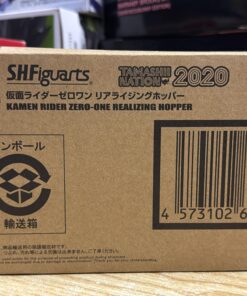 S.H.Figuarts
TAMASHII NATION 2020
仮面ライダーゼロワン リアライジングホッパー
KAMEN RIDER ZERO-ONE REALIZING HOPPER
ンボール
輸送箱
4 573102 6